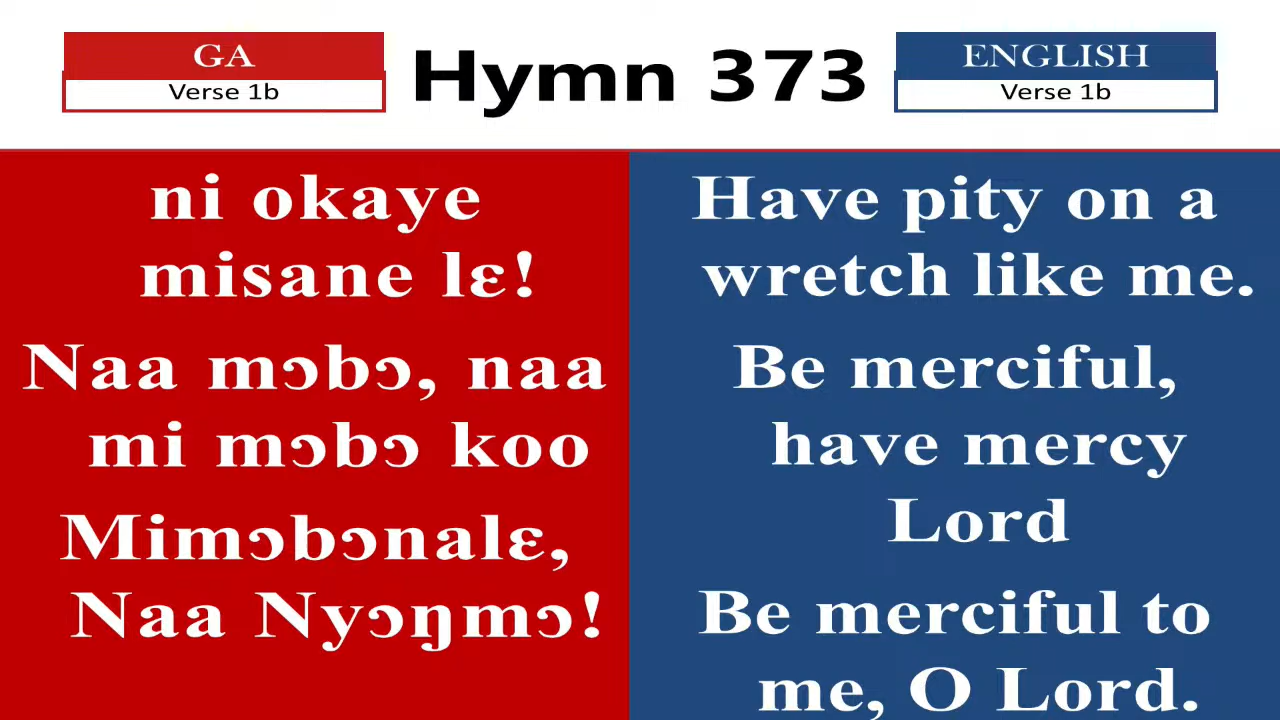 GA
Verse 1b
Hymn 373
ENGLISH
Verse 1b
ni okaye
misane lɛ!
Naa mɔbɔ, naa
mi mɔbɔ koo
Mimɔbɔnalɛ,
Naa Nyɔŋmɔ!
Have pity on a
wretch like me.
Be merciful,
have mercy
Lord
Be merciful to
me, O Lord.